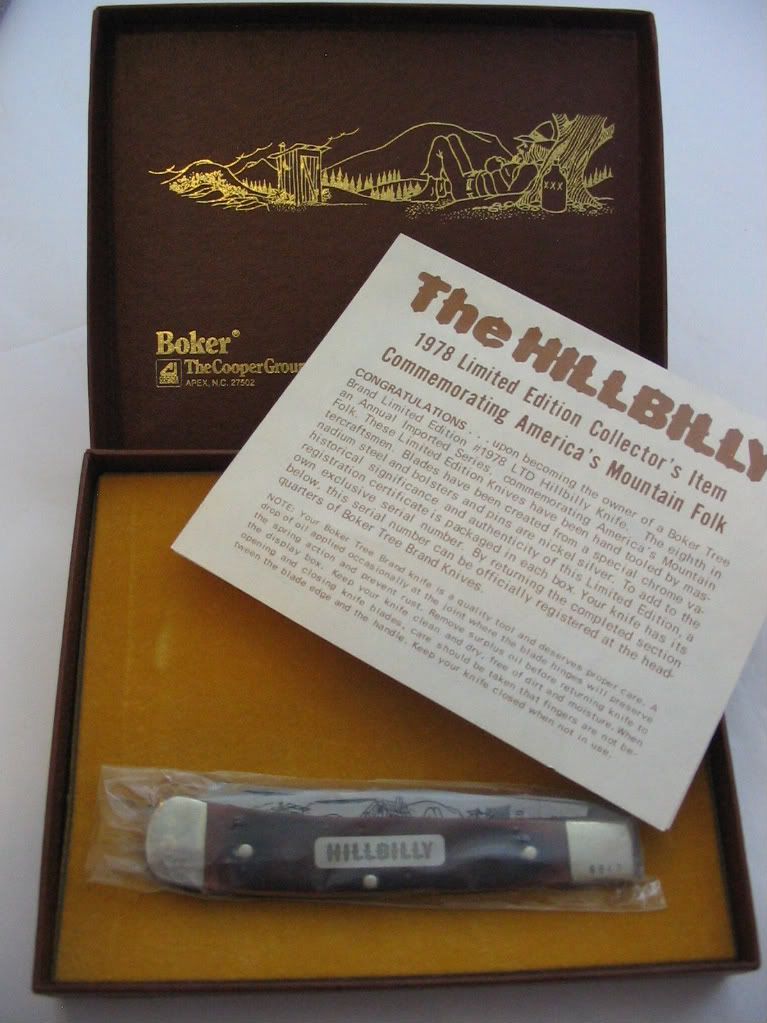 XXX
Boker®
The Cooper Grou
APEX, N.C. 27502
The HILLBILLY
1978 Limited Edition Collector's Item
Commemorating America's Mountain Folk
CONGRATULATIONS . . . upon becoming the owner of a Boker Tree
Brand Limited Edition #1978 LTD Hillbilly Knife. The eighth in
an Annual Imported Series, commemorating America's Mountain
Folk. These Limited Edition Knives have been hand tooled by mas-
tercraftsmen. Blades have been created from a special chrome va-
nadium steel and bolsters and pins are nickel silver. To add to the
historical significance and authenticity of this Limited Edition, a
registration certificate is packaged in each box. Your knife has its
own exclusive serial number. By returning the completed section
below, this serial number can be officially registered at the head-
quarters of Boker Tree Brand Knives.
NOTE: Your Boker Tree Brand knife is a quality tool and deserves proper care. A
drop of oil applied occasionally at the joint where the blade hinges will preserve
the spring action and prevent rust. Remove surplus oil before returning knife to
the display box. Keep your knife clean and dry, free of dirt and moisture. When
opening and closing knife blades, care should be taken that fingers are not be-
tween the blade edge and the handle. Keep your knife closed when not in use.
HILLBILLY